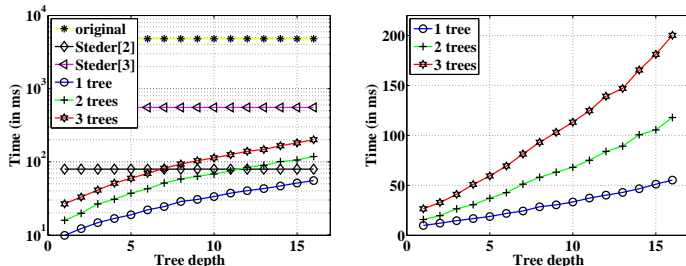 10^4
10^3
10^2
10^1
Time (in ms)
original
Steder[2]
Steder[3]
1 tree
2 trees
3 trees
0 5 10 15
Tree depth
200
150
100
50
0
Time (in ms)
1 tree
2 trees
3 trees
0 5 10 15
Tree depth